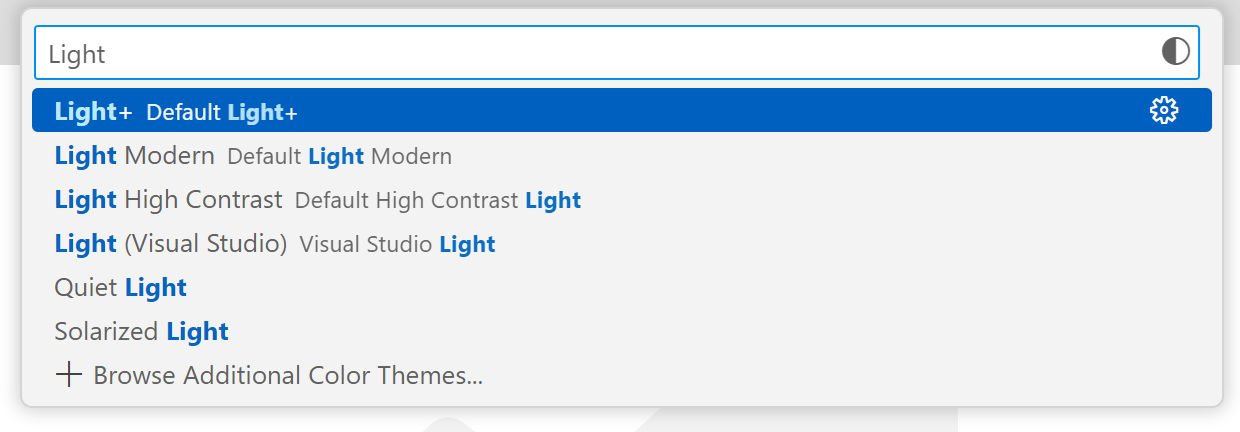 Light
Light+ Default Light+
Light Modern Default Light Modern
Light High Contrast Default High Contrast Light
Light (Visual Studio) Visual Studio Light
Quiet Light
Solarized Light
Browse Additional Color Themes...